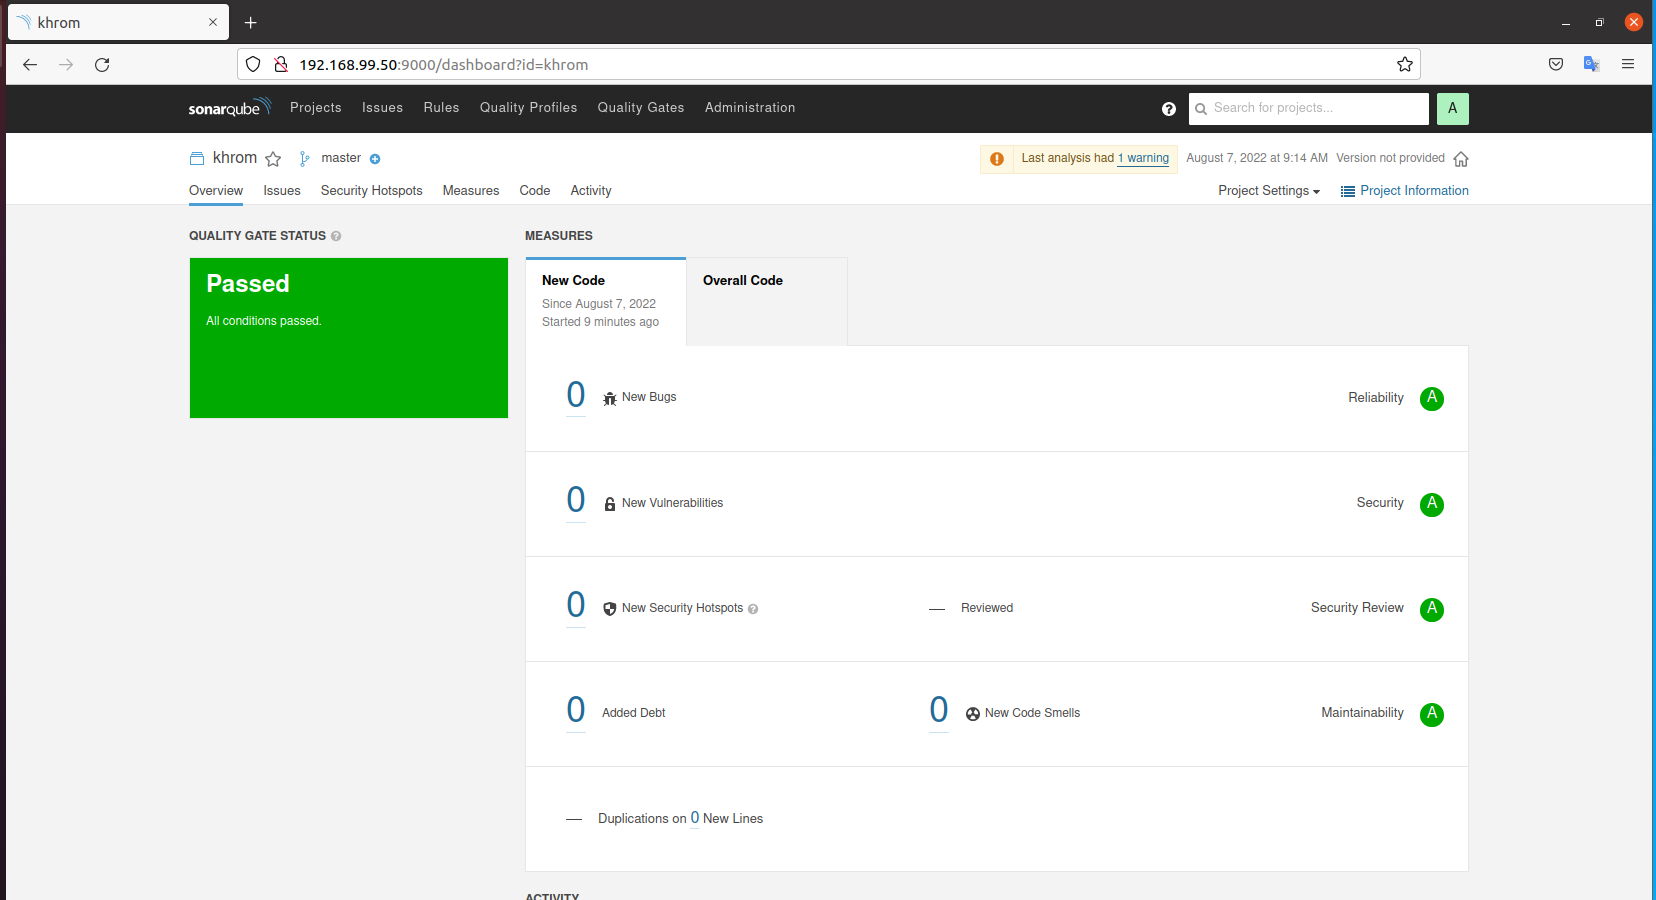 khrom
192.168.99.50:9000/dashboard?id=khrom
sonarqube Projects Issues Rules Quality Profiles Quality Gates Administration Search for projects... A
khrom master Last analysis had 1 warning August 7, 2022 at 9:14 AM Version not provided
Overview Issues Security Hotspots Measures Code Activity Project Settings Project Information
QUALITY GATE STATUS
Passed
All conditions passed.
MEASURES
New Code
Since August 7, 2022
Started 9 minutes ago
Overall Code
0 New Bugs Reliability A
0 New Vulnerabilities Security A
0 New Security Hotspots — Reviewed Security Review A
0 Added Debt 0 New Code Smells Maintainability A
— Duplications on 0 New Lines
ACTIVITY